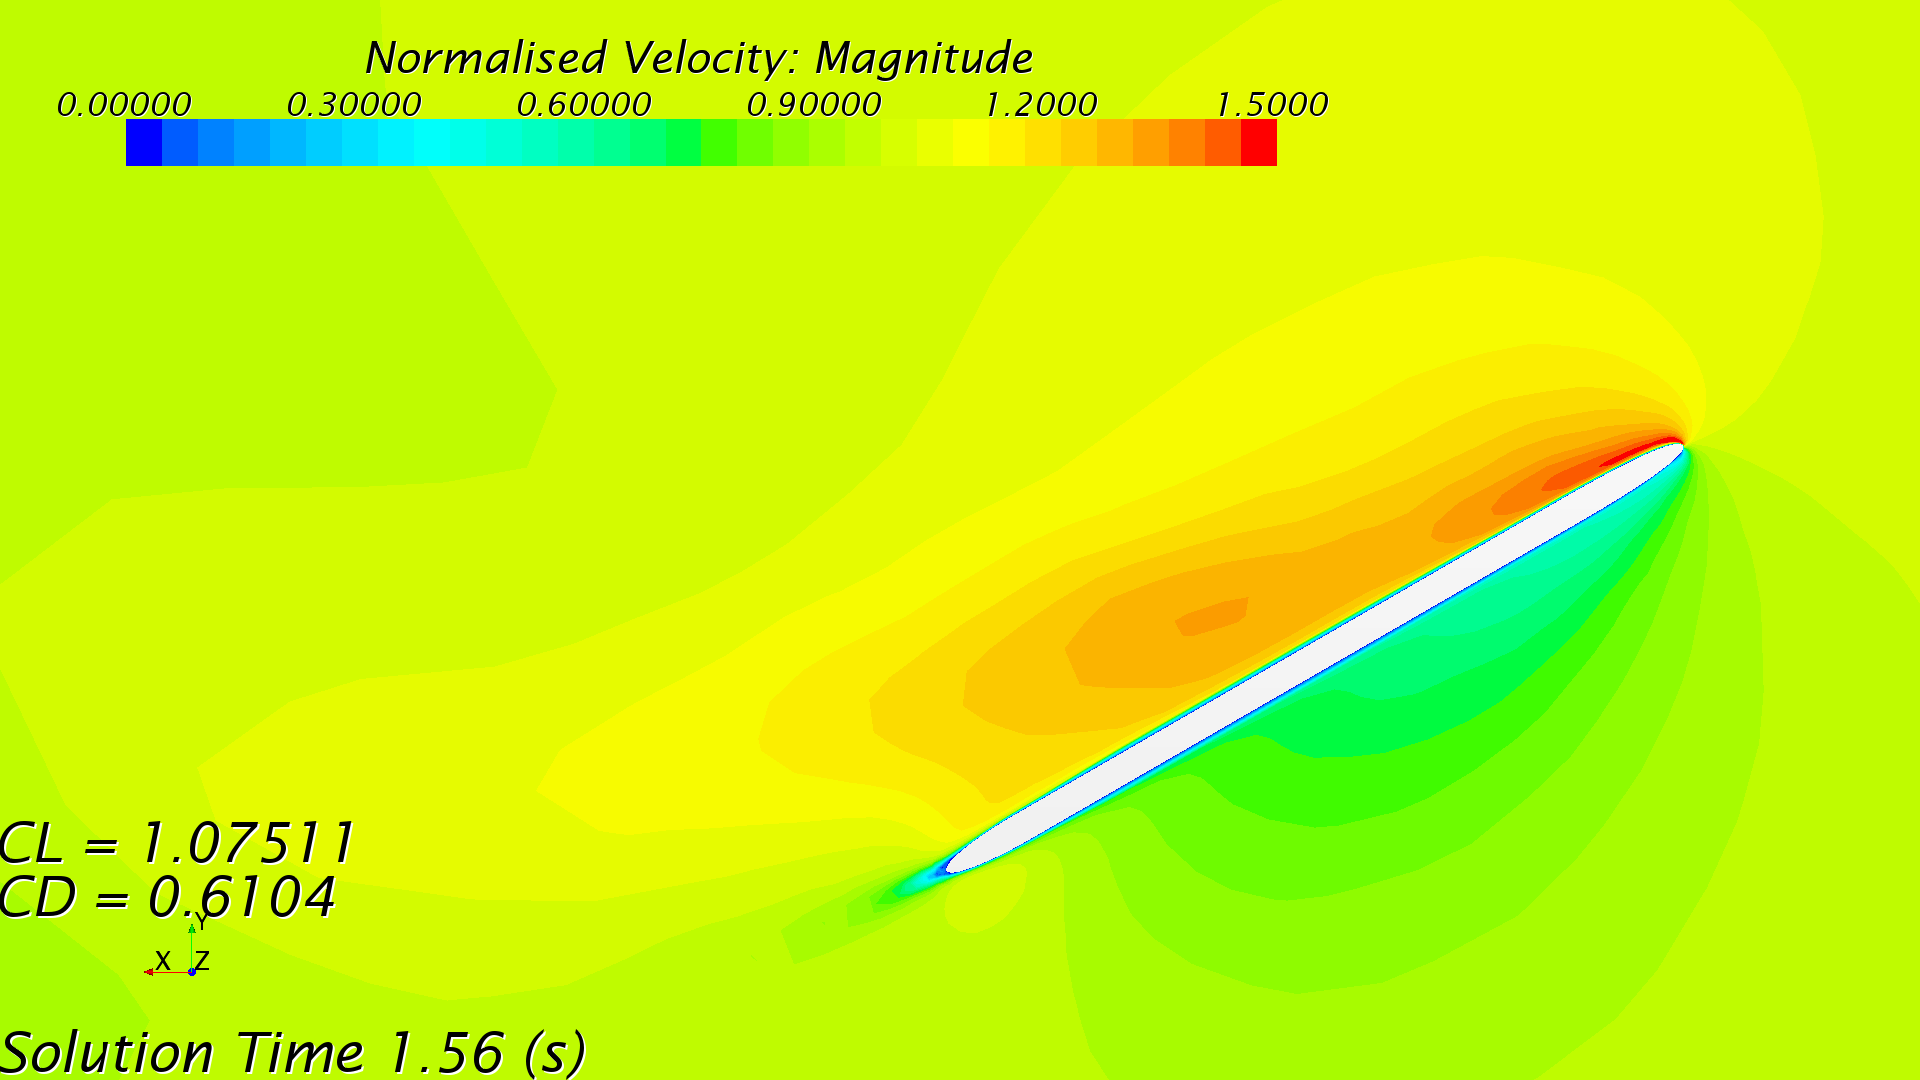 Normalised Velocity: Magnitude
0.00000 0.30000 0.60000 0.90000 1.2000 1.5000
CL = 1.07511
CD = 0.6104
Y
X Z
Solution Time 1.56 (s)